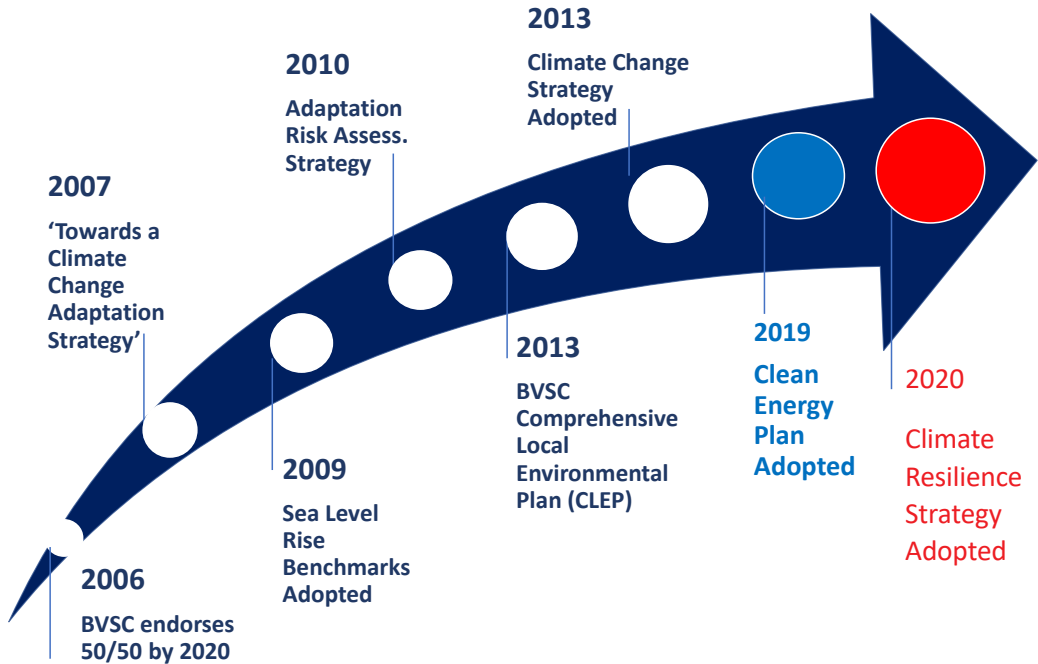 2006
BVSC endorses
50/50 by 2020
2007
‘Towards a
Climate
Change
Adaptation
Strategy’
2009
Sea Level
Rise
Benchmarks
Adopted
2010
Adaptation
Risk Assess.
Strategy
2013
BVSC
Comprehensive
Local
Environmental
Plan (CLEP)
2013
Climate Change
Strategy
Adopted
2019
Clean
Energy
Plan
Adopted
2020
Climate
Resilience
Strategy
Adopted